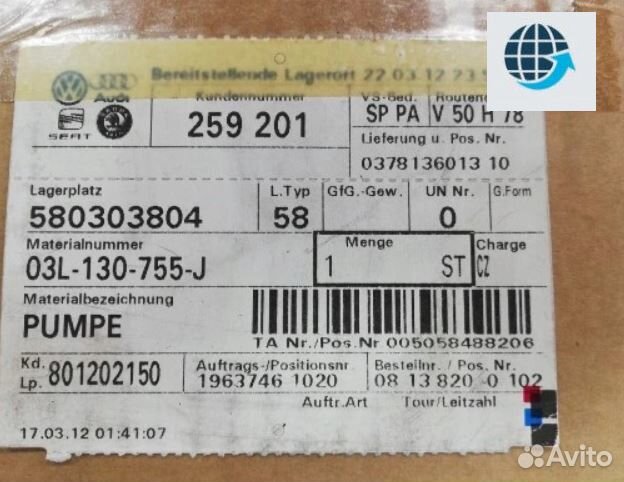 Bereitstellende Lagerort 22 03 12 23
Audi
SEAT
Kundennummer
259 201
VS-Bed.
SP PA
V 50 H 78
Lieferung u. Pos. Nr.
0378136013 10
Lagerplatz
580303804
L.Typ
58
GfG.-Gew.
UN Nr.
0
G.Form
Materialnummer
03L-130-755-J
Menge
1 ST
Charge
CZ
Materialbezeichnung
PUMPE
TA Nr./Pos.Nr 005058488206
Kd.
Lp. 801202150
Auftrags-/Positionsnr.
1963746 1020
Bestellnr. / Pos. Nr.
08 13 820 0 102
Auftr.Art
Tour/Leitzahl
17.03.12 01:41:07
Avito